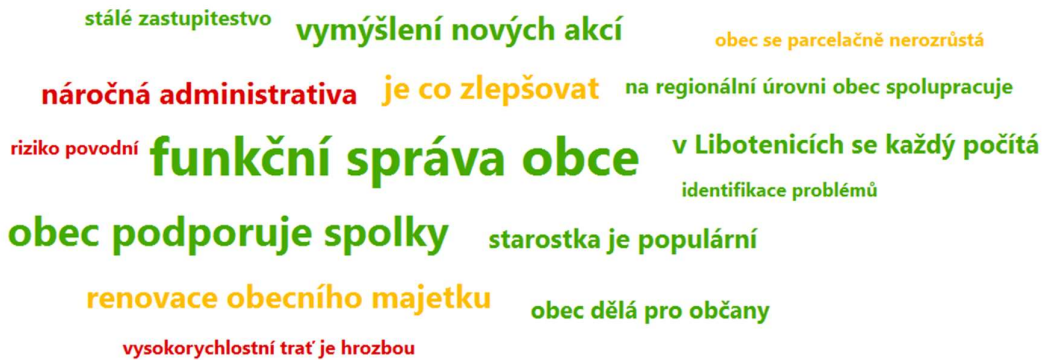 stálé zastupitestvo
vymýšlení nových akcí
obec se parcelačně nerozrůstá
náročná administrativa
je co zlepšovat
na regionální úrovni obec spolupracuje
riziko povodní
funkční správa obce
v Libotenicích se každý počítá
identifikace problémů
obec podporuje spolky
starostka je populární
renovace obecního majetku
obec dělá pro občany
vysokorychlostní trať je hrozbou